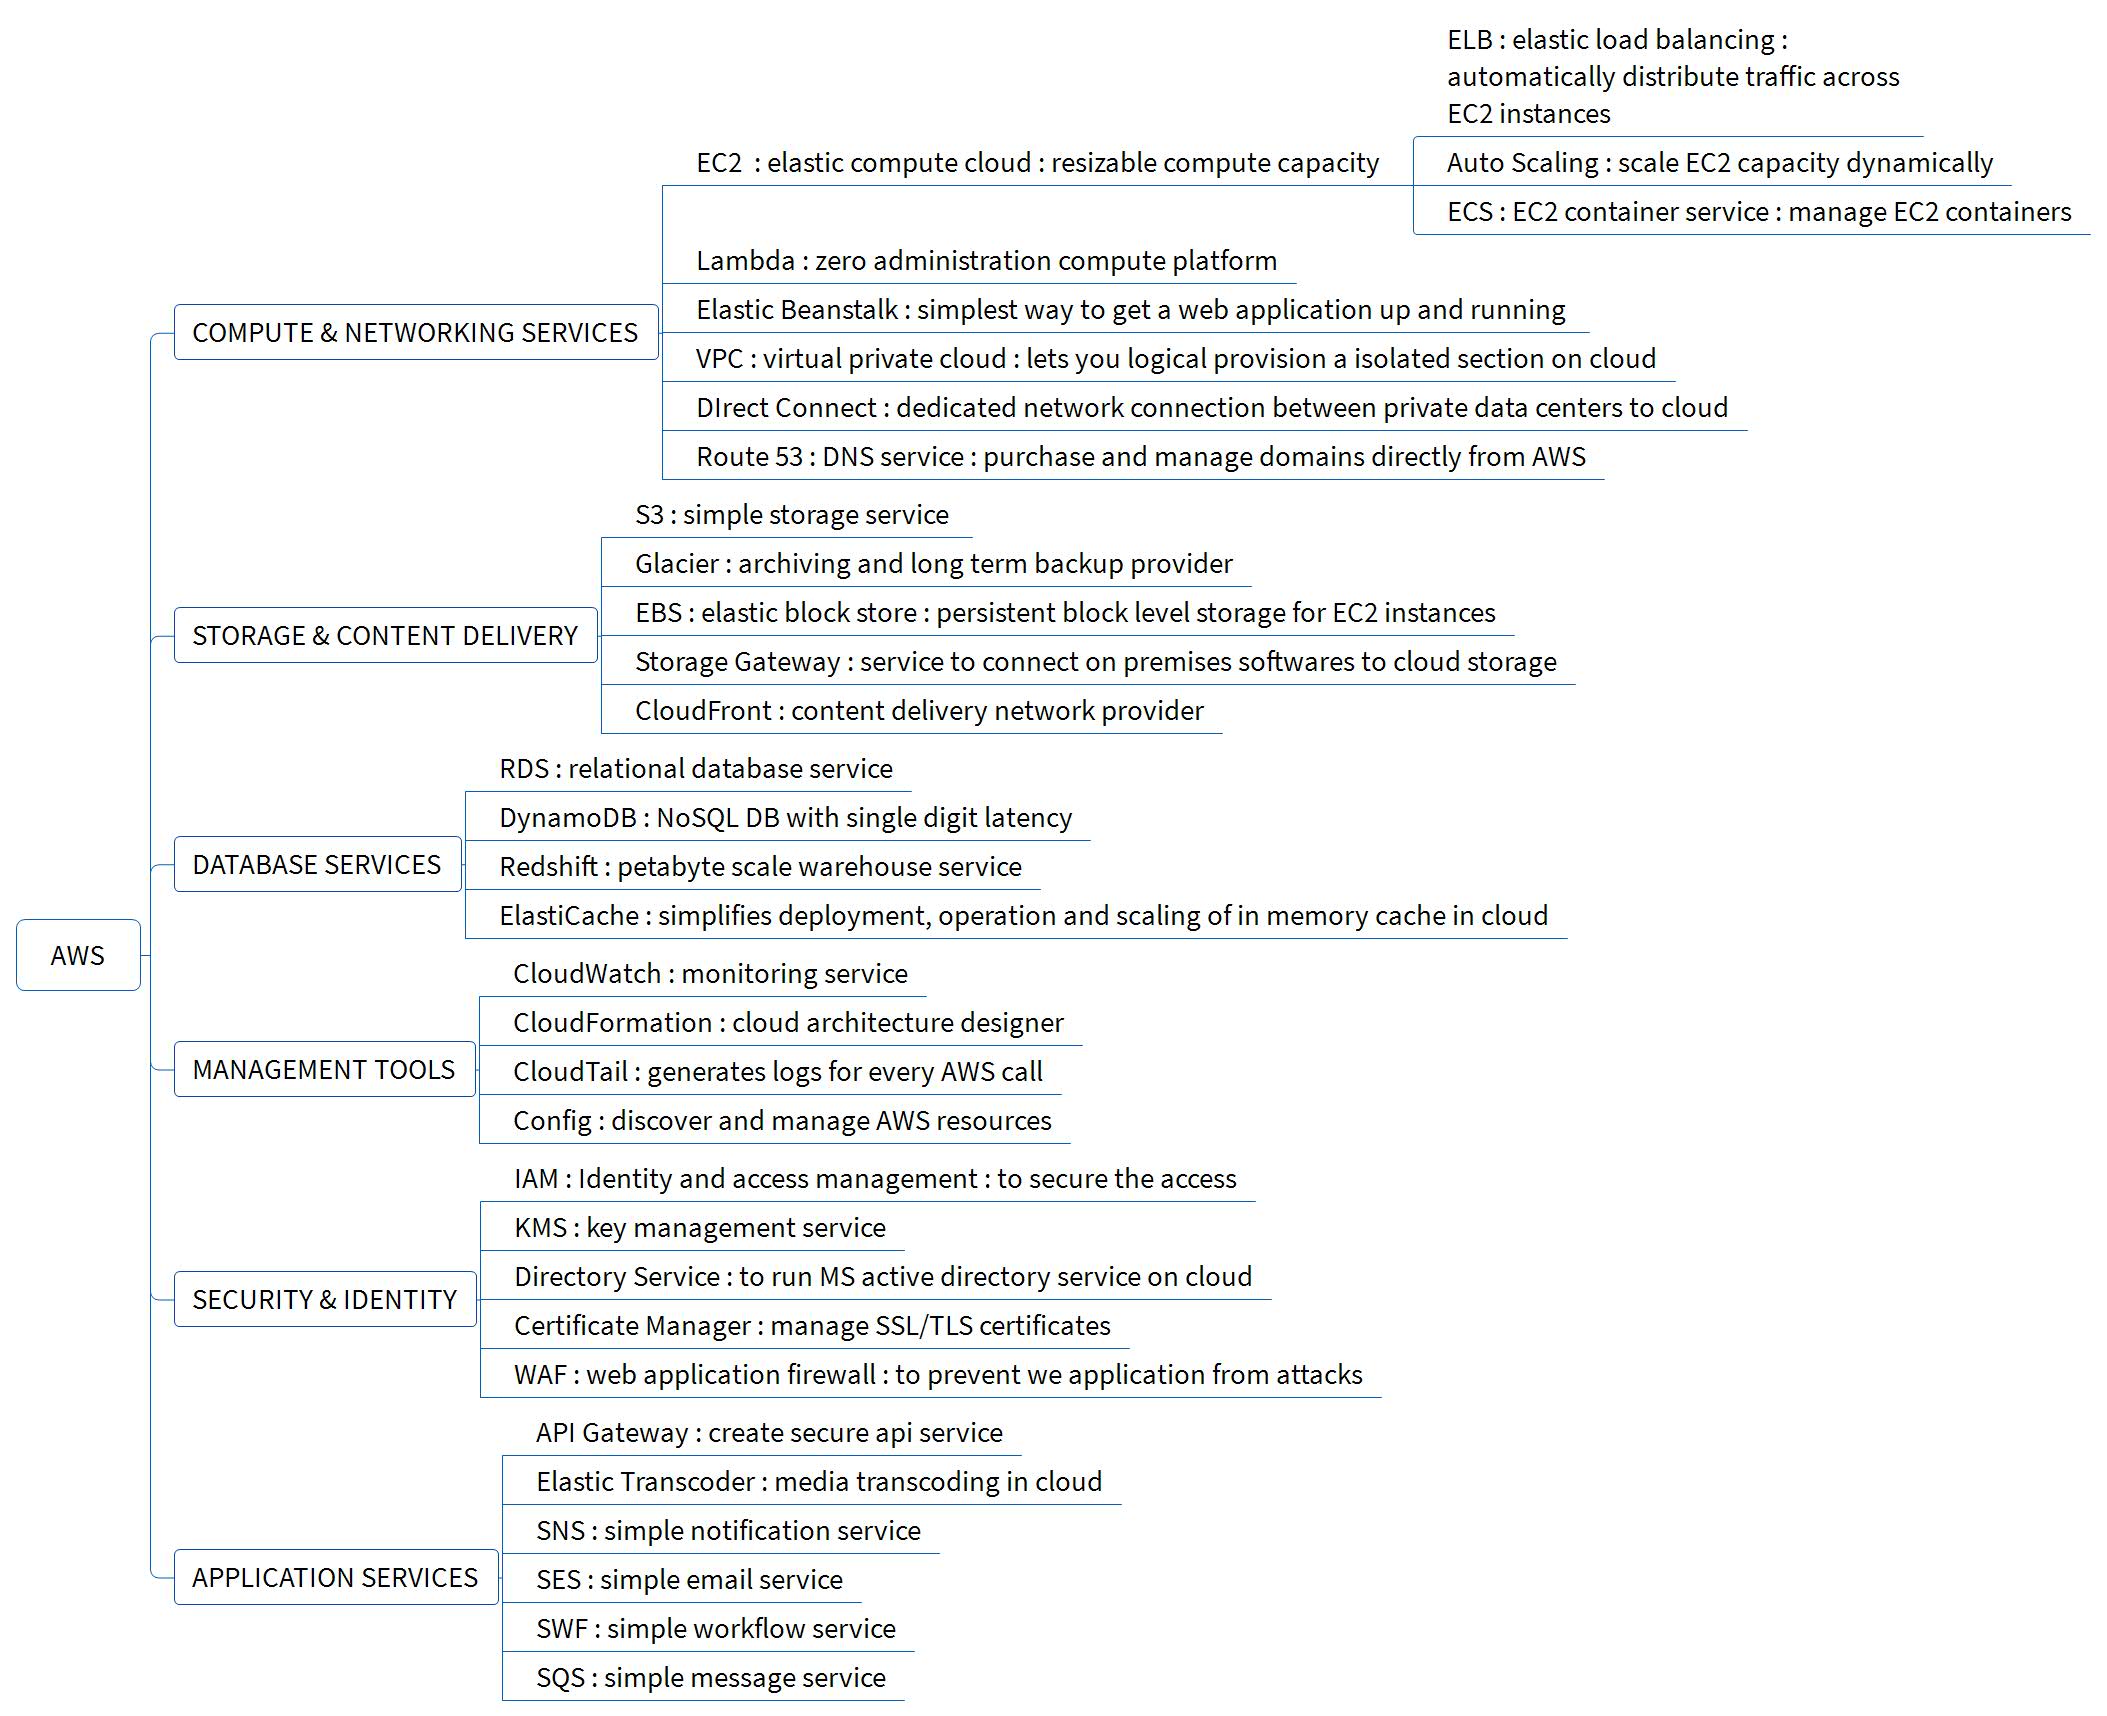 ELB : elastic load balancing :
automatically distribute traffic across
EC2 instances
EC2  : elastic compute cloud : resizable compute capacity
Auto Scaling : scale EC2 capacity dynamically
ECS : EC2 container service : manage EC2 containers
Lambda : zero administration compute platform
Elastic Beanstalk : simplest way to get a web application up and running
COMPUTE & NETWORKING SERVICES
VPC : virtual private cloud : lets you logical provision a isolated section on cloud
DIrect Connect : dedicated network connection between private data centers to cloud
Route 53 : DNS service : purchase and manage domains directly from AWS
S3 : simple storage service
Glacier : archiving and long term backup provider
EBS : elastic block store : persistent block level storage for EC2 instances
STORAGE & CONTENT DELIVERY
Storage Gateway : service to connect on premises softwares to cloud storage
CloudFront : content delivery network provider
RDS : relational database service
DynamoDB : NoSQL DB with single digit latency
DATABASE SERVICES
Redshift : petabyte scale warehouse service
ElastiCache : simplifies deployment, operation and scaling of in memory cache in cloud
AWS
CloudWatch : monitoring service
CloudFormation : cloud architecture designer
MANAGEMENT TOOLS
CloudTail : generates logs for every AWS call
Config : discover and manage AWS resources
IAM : Identity and access management : to secure the access
KMS : key management service
Directory Service : to run MS active directory service on cloud
SECURITY & IDENTITY
Certificate Manager : manage SSL/TLS certificates
WAF : web application firewall : to prevent we application from attacks
API Gateway : create secure api service
Elastic Transcoder : media transcoding in cloud
SNS : simple notification service
APPLICATION SERVICES
SES : simple email service
SWF : simple workflow service
SQS : simple message service